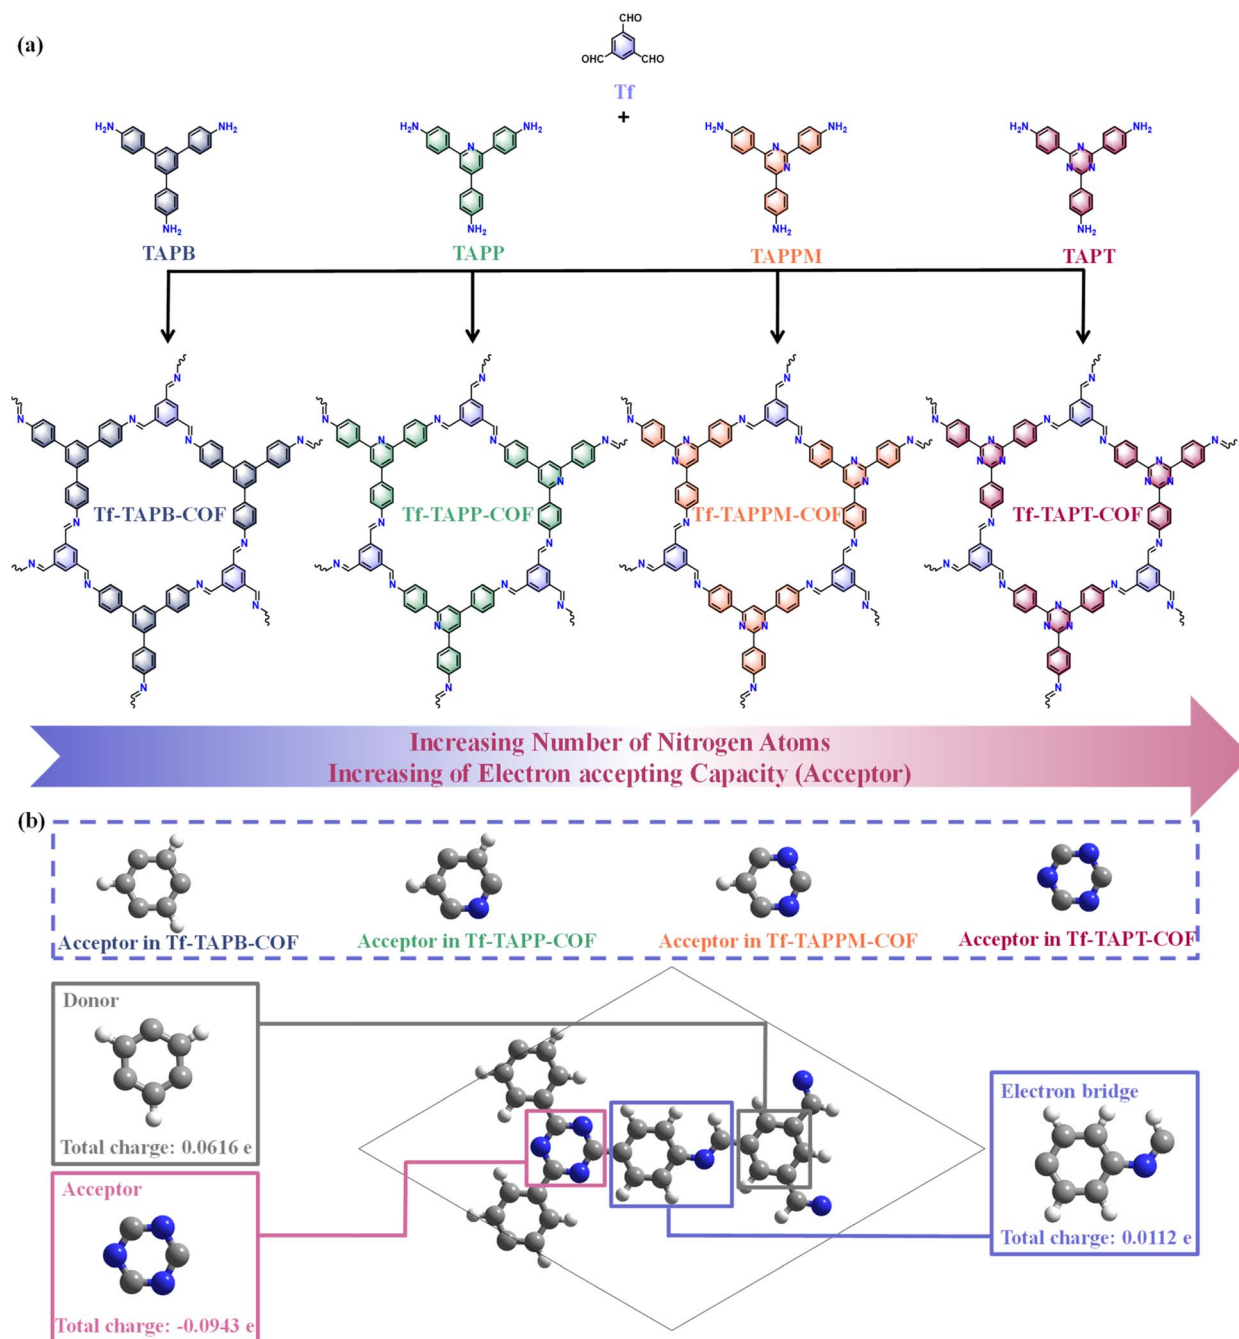 (a)
CHO
OHC
CHO
Tf
+
H₂N
NH₂
NH₂
TAPB
H₂N
N
NH₂
NH₂
TAPP
H₂N
N
N
NH₂
NH₂
TAPPM
H₂N
N
N
N
NH₂
NH₂
TAPT
Tf-TAPB-COF
Tf-TAPP-COF
Tf-TAPPM-COF
Tf-TAPT-COF
Increasing Number of Nitrogen Atoms
Increasing of Electron accepting Capacity (Acceptor)
(b)
Acceptor in Tf-TAPB-COF
Acceptor in Tf-TAPP-COF
Acceptor in Tf-TAPPM-COF
Acceptor in Tf-TAPT-COF
Donor
Total charge: 0.0616 e
Acceptor
Total charge: -0.0943 e
Electron bridge
Total charge: 0.0112 e